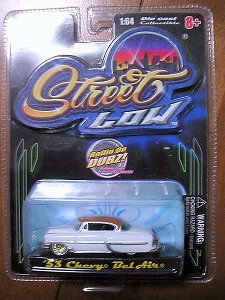 1:64
Die cast
Collectible
8+
Street
Low
Rollin On
DUBZ!
'53 Chevy® Bel Air®